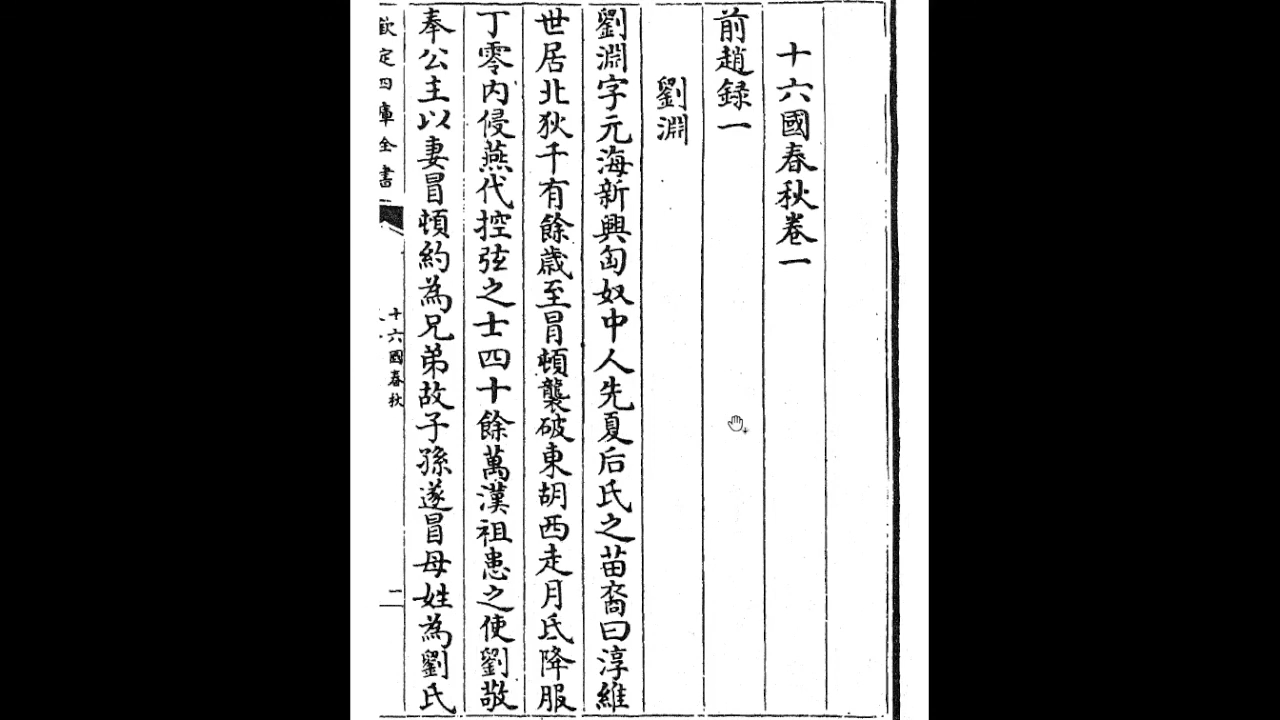 十六國春秋卷一
前趙録一
劉淵
劉淵字元海新興匈奴中人先夏后氏之苗裔曰淳維
世居北狄千有餘歲至冒頓襲破東胡西走月氏降服
丁零內侵燕代控弦之士四十餘萬漢祖患之使劉敬
奉公主以妻冒頓約為兄弟故子孫遂冒母姓為劉氏
欽定四庫全書
十六國春秋
一